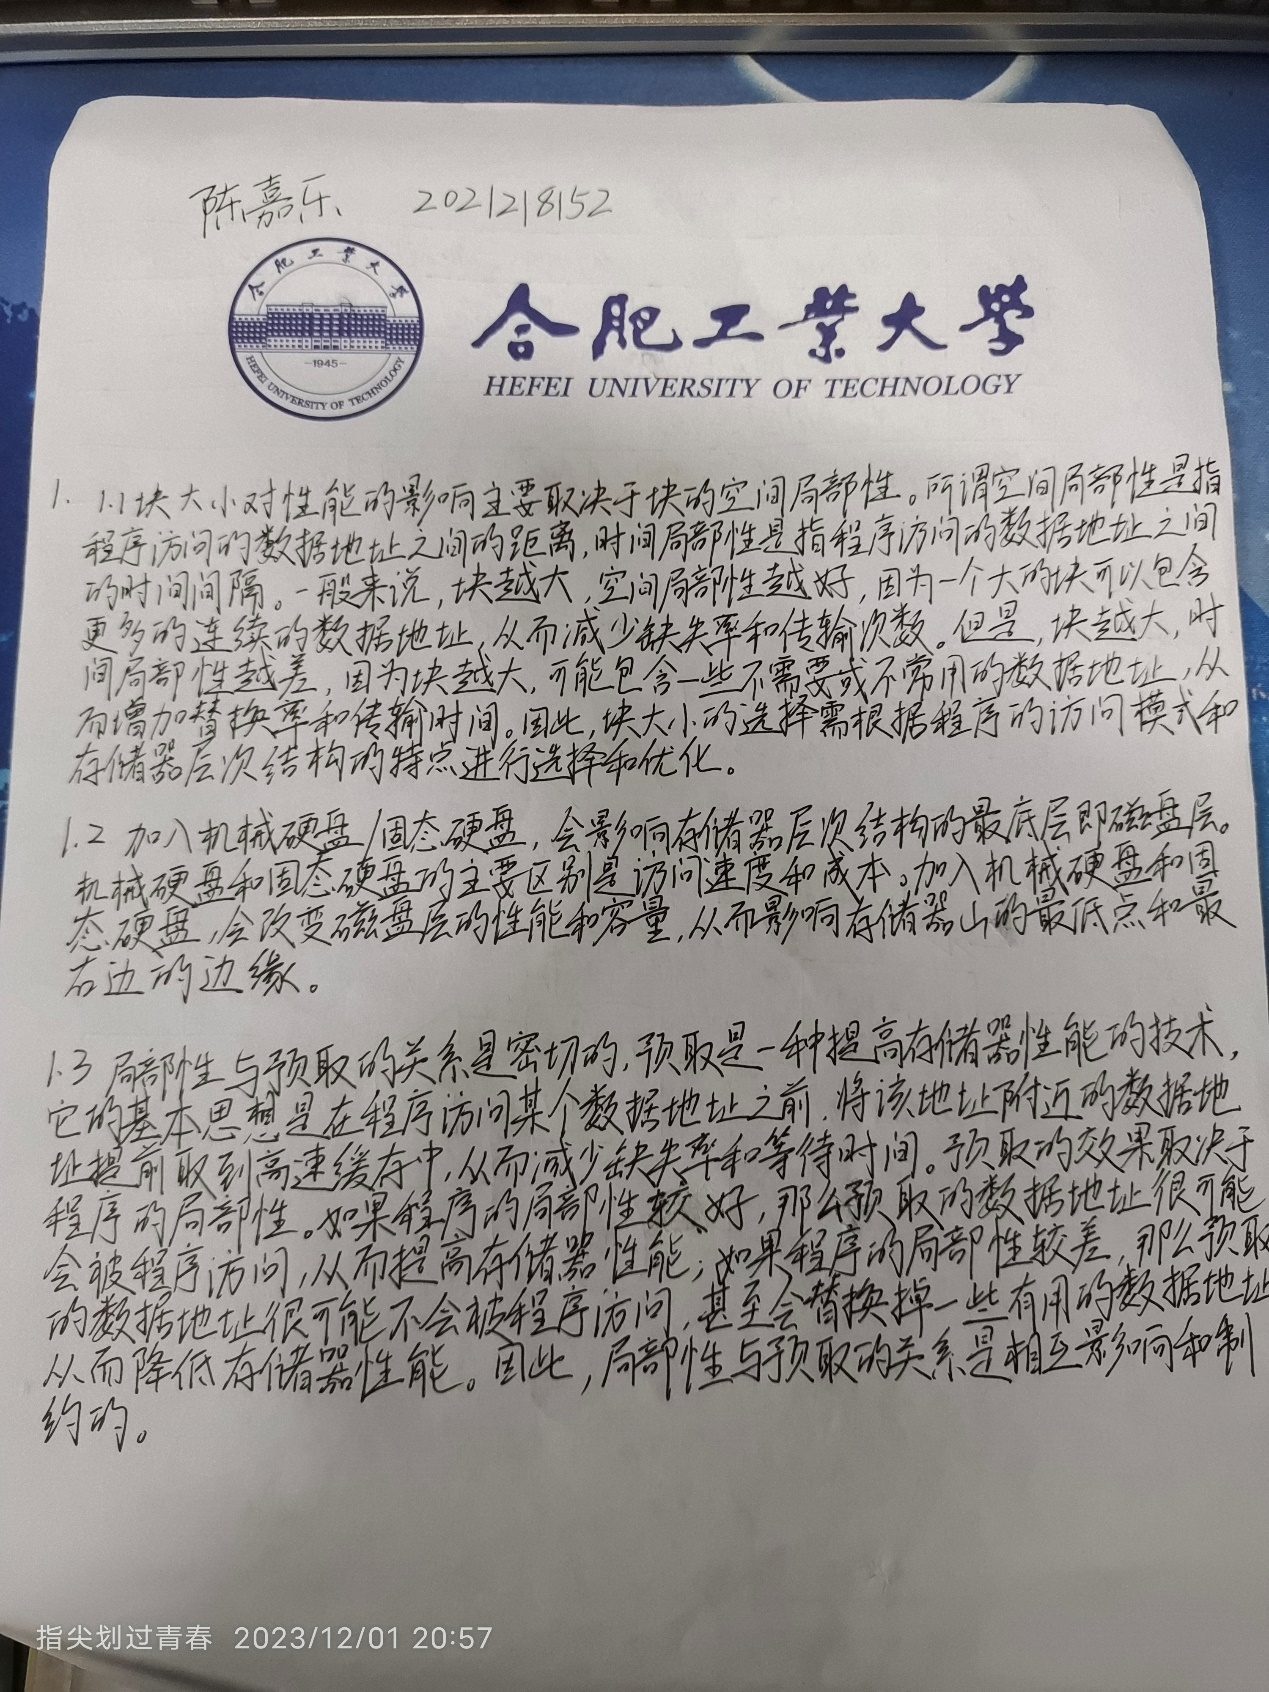 陈嘉乐 2021218152
合肥工业大学
1945
HEFEI UNIVERSITY OF TECHNOLOGY
合肥工業大學
HEFEI UNIVERSITY OF TECHNOLOGY
1. 1.1块大小对性能的影响主要取决于块的空间局部性。所谓空间局部性是指
程序访问的数据地址之间的距离,时间局部性是指程序访问的数据地址之间
的时间间隔。一般来说,块越大,空间局部性越好,因为一个大的块可以包含
更多的连续的数据地址,从而减少缺失率和传输次数。但是,块越大,时
间局部性越差,因为块越大,可能包含一些不需要或不常用的数据地址,从
而增加替换率和传输时间。因此,块大小的选择需根据程序的访问模式和
存储器层次结构的特点进行选择和优化。
1.2 加入机械硬盘/固态硬盘,会影响存储器层次结构的最底层即磁盘层。
机械硬盘和固态硬盘的主要区别是访问速度和成本。加入机械硬盘和固
态硬盘,会改变磁盘层的性能和容量,从而影响存储器山的最低点和最
右边的边缘。
1.3 局部性与预取的关系是密切的,预取是一种提高存储器性能的技术,
它的基本思想是在程序访问某个数据地址之前,将该地址附近的数据地
址提前取到高速缓存中,从而减少缺失率和等待时间。预取的效果取决于
程序的局部性。如果程序的局部性较好,那么预取的数据地址很可能
会被程序访问,从而提高存储器性能;如果程序的局部性较差,那么预取
的数据地址很可能不会被程序访问,甚至会替换掉一些有用的数据地址
从而降低存储器性能。因此,局部性与预取的关系是相互影响和制
约的。
指尖划过青春 2023/12/01 20:57